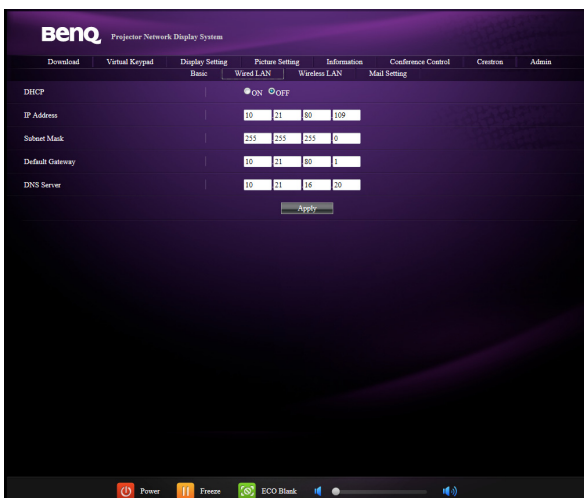 BenQ Projector Network Display System
Download Virtual Keypad Display Setting Picture Setting Information Conference Control Crestron Admin
Basic Wired LAN Wireless LAN Mail Setting
DHCP ON OFF
IP Address 10 21 80 109
Subnet Mask 255 255 255 0
Default Gateway 10 21 80 1
DNS Server 10 21 16 20
Apply
Power Freeze ECO Blank